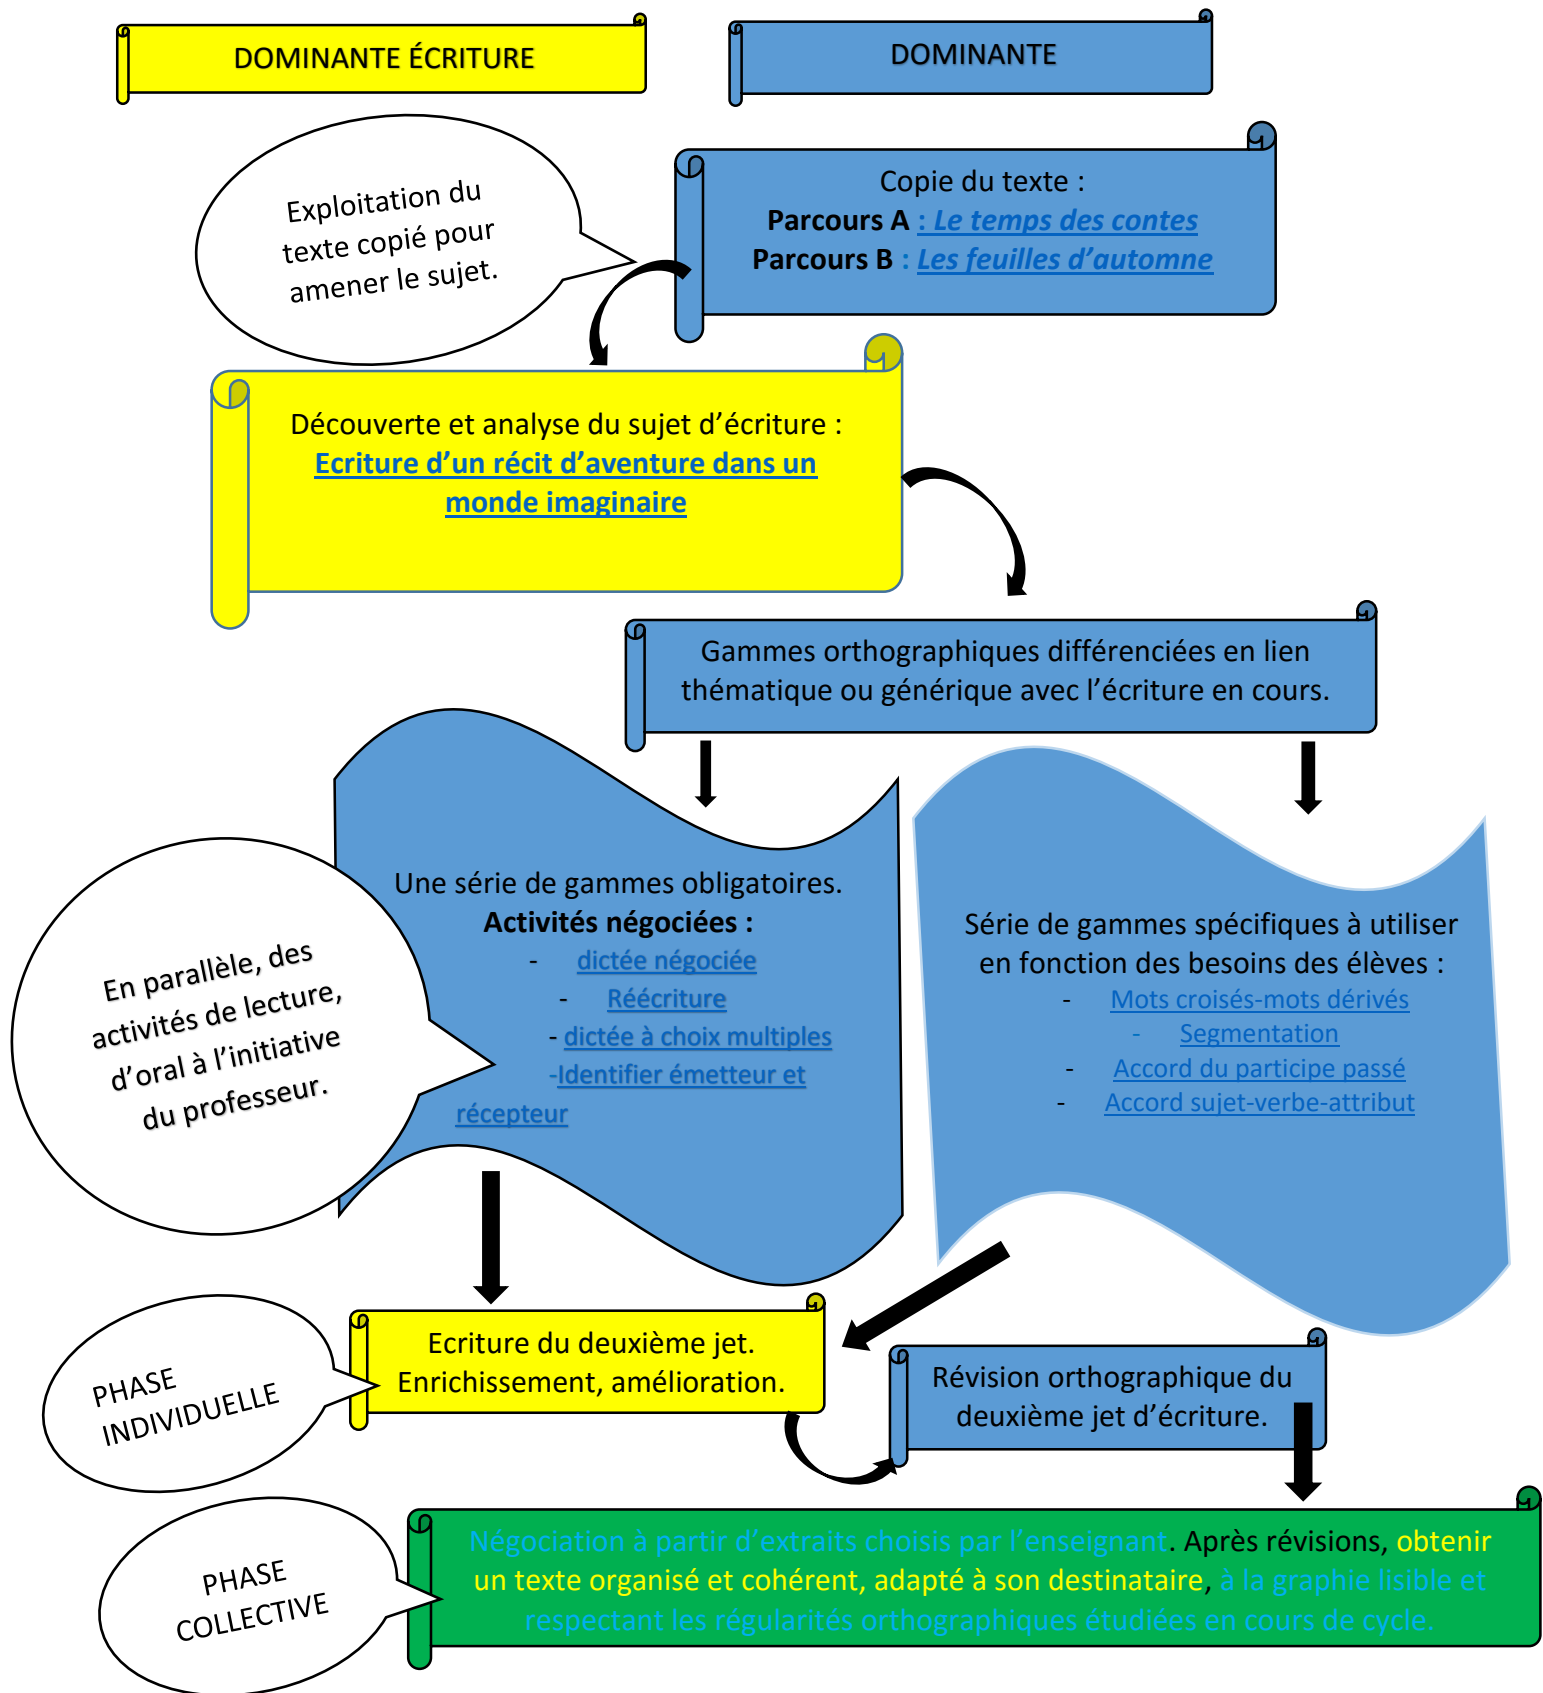 DOMINANTE ÉCRITURE
DOMINANTE
Exploitation du
texte copié pour
amener le sujet.
Copie du texte :
Parcours A : Le temps des contes
Parcours B : Les feuilles d’automne
Découverte et analyse du sujet d’écriture :
Ecriture d’un récit d’aventure dans un
monde imaginaire
Gammes orthographiques différenciées en lien
thématique ou générique avec l’écriture en cours.
En parallèle, des
activités de lecture,
d’oral à l’initiative
du professeur.
Une série de gammes obligatoires.
Activités négociées :
- dictée négociée
- Réécriture
- dictée à choix multiples
-Identifier émetteur et
récepteur
Série de gammes spécifiques à utiliser
en fonction des besoins des élèves :
- Mots croisés-mots dérivés
- Segmentation
- Accord du participe passé
- Accord sujet-verbe-attribut
PHASE
INDIVIDUELLE
Ecriture du deuxième jet.
Enrichissement, amélioration.
Révision orthographique du
deuxième jet d’écriture.
PHASE
COLLECTIVE
Négociation à partir d’extraits choisis par l’enseignant. Après révisions, obtenir
un texte organisé et cohérent, adapté à son destinataire, à la graphie lisible et
respectant les régularités orthographiques étudiées en cours de cycle.